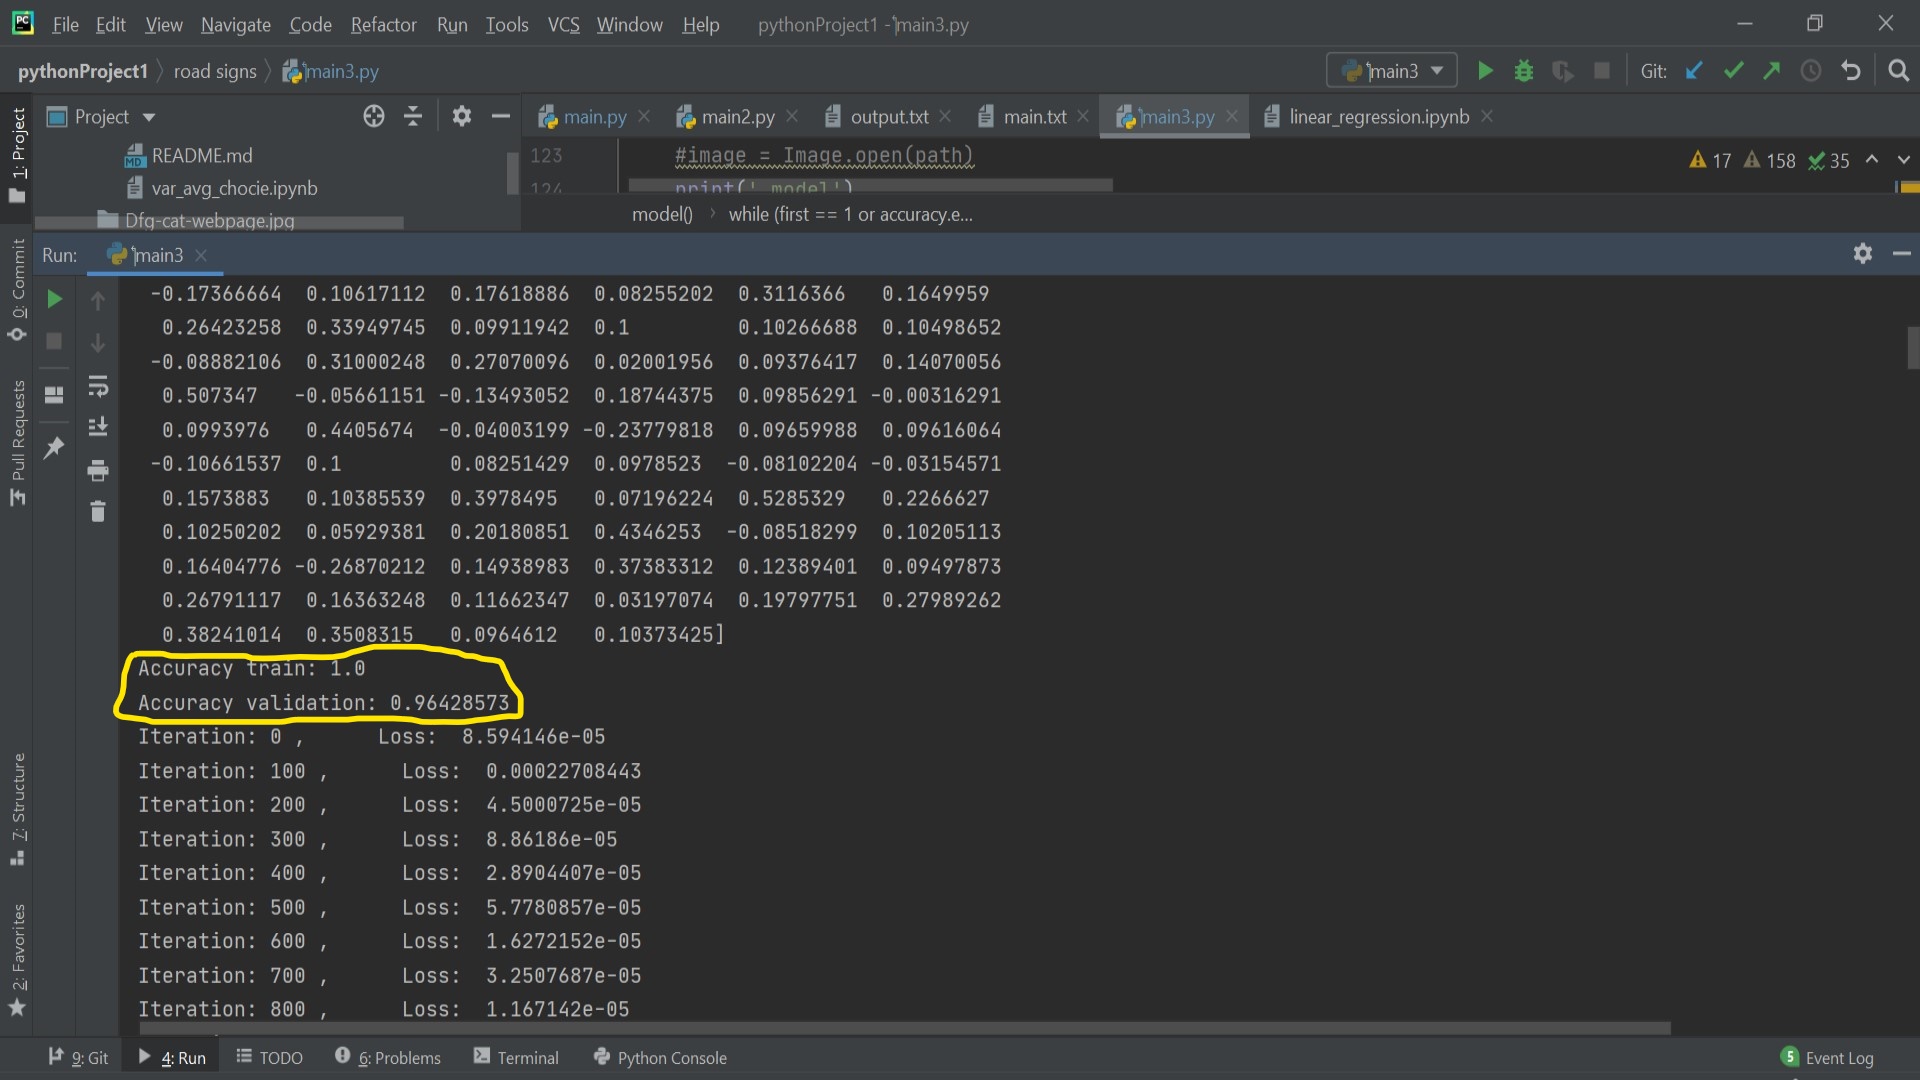 File Edit View Navigate Code Refactor Run Tools VCS Window Help pythonProject1 - main3.py
pythonProject1 road signs main3.py main3 Git:
Project main.py main2.py output.txt main.txt main3.py linear_regression.ipynb
1: Project
README.md
var_avg_chocie.ipynb
Dfg-cat-webpage.jpg
123 #image = Image.open(path)
17 158 35
124 print(' model')
model() while (first == 1 or accuracy.e...
0: Commit
Pull Requests
7: Structure
2: Favorites
Run: main3
-0.17366664 0.10617112 0.17618886 0.08255202 0.3116366 0.1649959
0.26423258 0.33949745 0.09911942 0.1 0.10266688 0.10498652
-0.08882106 0.31000248 0.27070096 0.02001956 0.09376417 0.14070056
0.507347 -0.05661151 -0.13493052 0.18744375 0.09856291 -0.00316291
0.0993976 0.4405674 -0.04003199 -0.23779818 0.09659988 0.09616064
-0.10661537 0.1 0.08251429 0.0978523 -0.08102204 -0.03154571
0.1573883 0.10385539 0.3978495 0.07196224 0.5285329 0.2266627
0.10250202 0.05929381 0.20180851 0.4346253 -0.08518299 0.10205113
0.16404776 -0.26870212 0.14938983 0.37383312 0.12389401 0.09497873
0.26791117 0.16363248 0.11662347 0.03197074 0.19797751 0.27989262
0.38241014 0.3508315 0.0964612 0.10373425]
Accuracy train: 1.0
Accuracy validation: 0.96428573
Iteration: 0 , Loss: 8.594146e-05
Iteration: 100 , Loss: 0.00022708443
Iteration: 200 , Loss: 4.5000725e-05
Iteration: 300 , Loss: 8.86186e-05
Iteration: 400 , Loss: 2.8904407e-05
Iteration: 500 , Loss: 5.7780857e-05
Iteration: 600 , Loss: 1.6272152e-05
Iteration: 700 , Loss: 3.2507687e-05
Iteration: 800 , Loss: 1.167142e-05
9: Git 4: Run TODO 6: Problems Terminal Python Console 5 Event Log